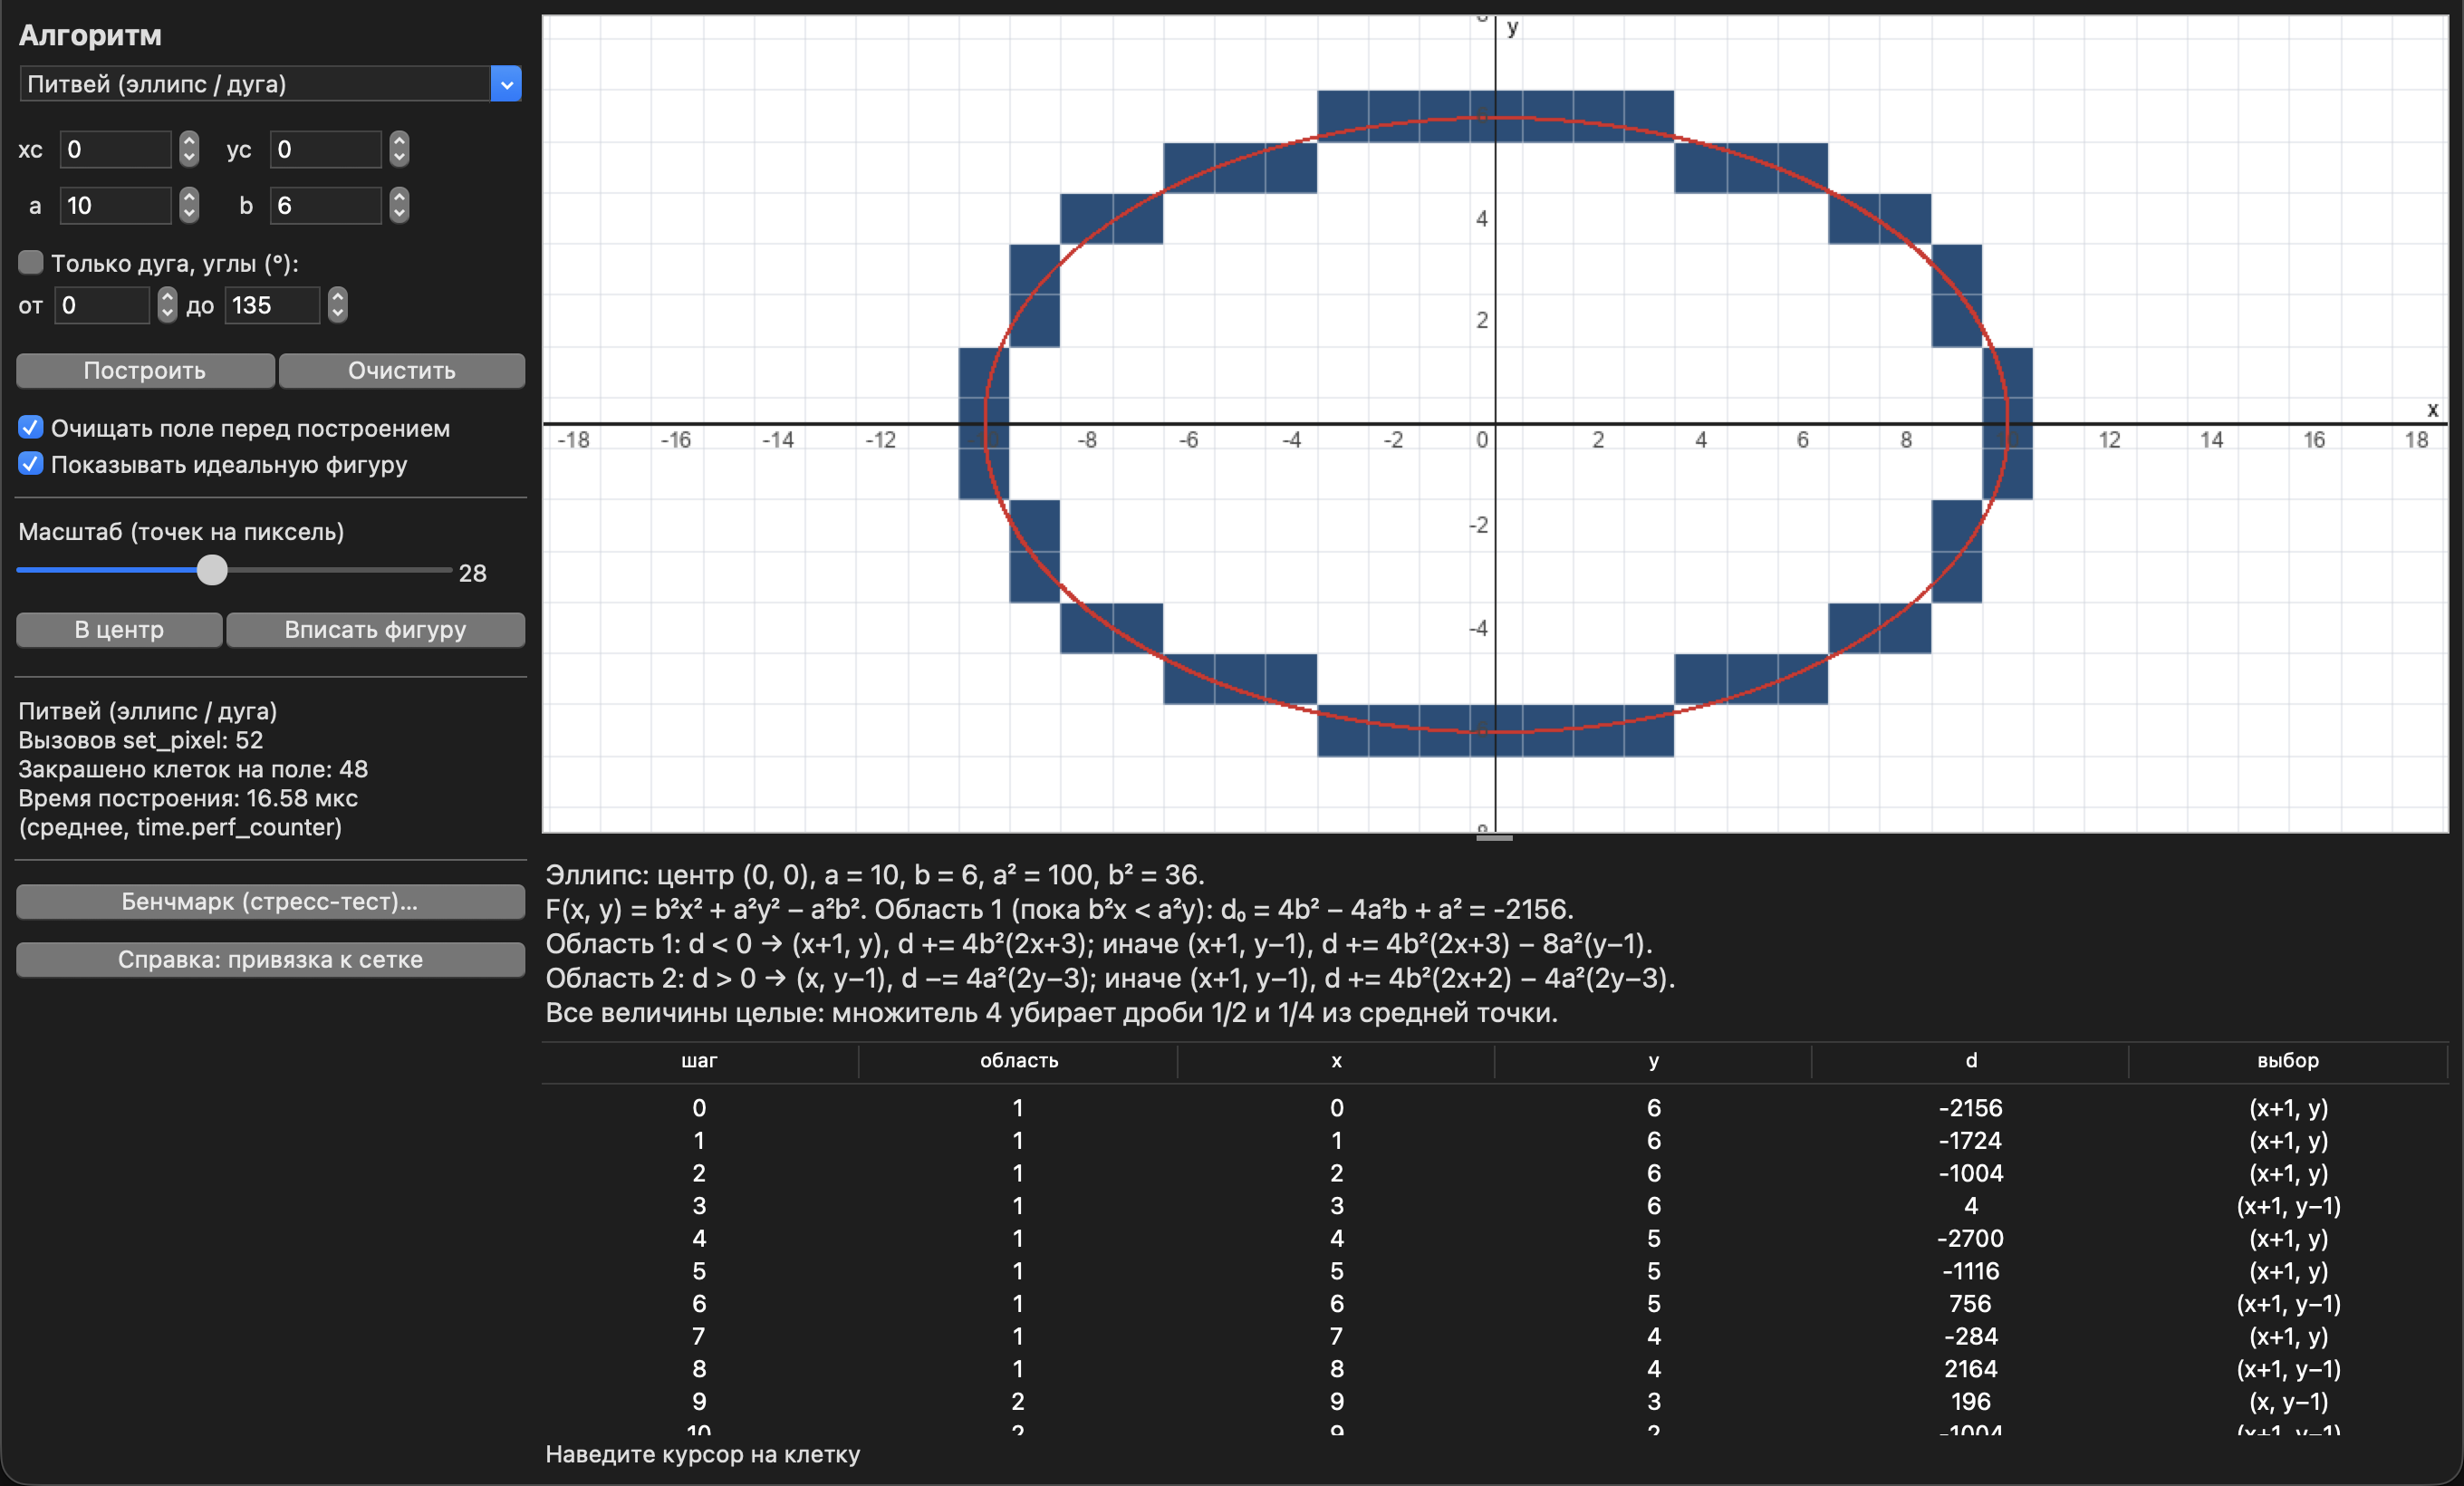 Алгоритм
Питвей (эллипс / дуга)
xc 0 yc 0
a 10 b 6
Только дуга, углы (°):
от 0 до 135
Построить Очистить
Очищать поле перед построением
Показывать идеальную фигуру
Масштаб (точек на пиксель)
28
В центр Вписать фигуру
Питвей (эллипс / дуга)
Вызовов set_pixel: 52
Закрашено клеток на поле: 48
Время построения: 16.58 мкс
(среднее, time.perf_counter)
Бенчмарк (стресс-тест)...
Справка: привязка к сетке
y
4
2
x
-18 -16 -14 -12 -8 -6 -4 -2 0 2 4 6 8 12 14 16 18
-2
-4
Эллипс: центр (0, 0), a = 10, b = 6, a² = 100, b² = 36.
F(x, y) = b²x² + a²y² − a²b². Область 1 (пока b²x < a²y): d₀ = 4b² − 4a²b + a² = -2156.
Область 1: d < 0 → (x+1, y), d += 4b²(2x+3); иначе (x+1, y−1), d += 4b²(2x+3) − 8a²(y−1).
Область 2: d > 0 → (x, y−1), d −= 4a²(2y−3); иначе (x+1, y−1), d += 4b²(2x+2) − 4a²(2y−3).
Все величины целые: множитель 4 убирает дроби 1/2 и 1/4 из средней точки.
шаг область x y d выбор
0 1 0 6 -2156 (x+1, y)
1 1 1 6 -1724 (x+1, y)
2 1 2 6 -1004 (x+1, y)
3 1 3 6 4 (x+1, y−1)
4 1 4 5 -2700 (x+1, y)
5 1 5 5 -1116 (x+1, y)
6 1 6 5 756 (x+1, y−1)
7 1 7 4 -284 (x+1, y)
8 1 8 4 2164 (x+1, y−1)
9 2 9 3 196 (x, y−1)
10 2 9 2 -1004 (x+1, y−1)
Наведите курсор на клетку